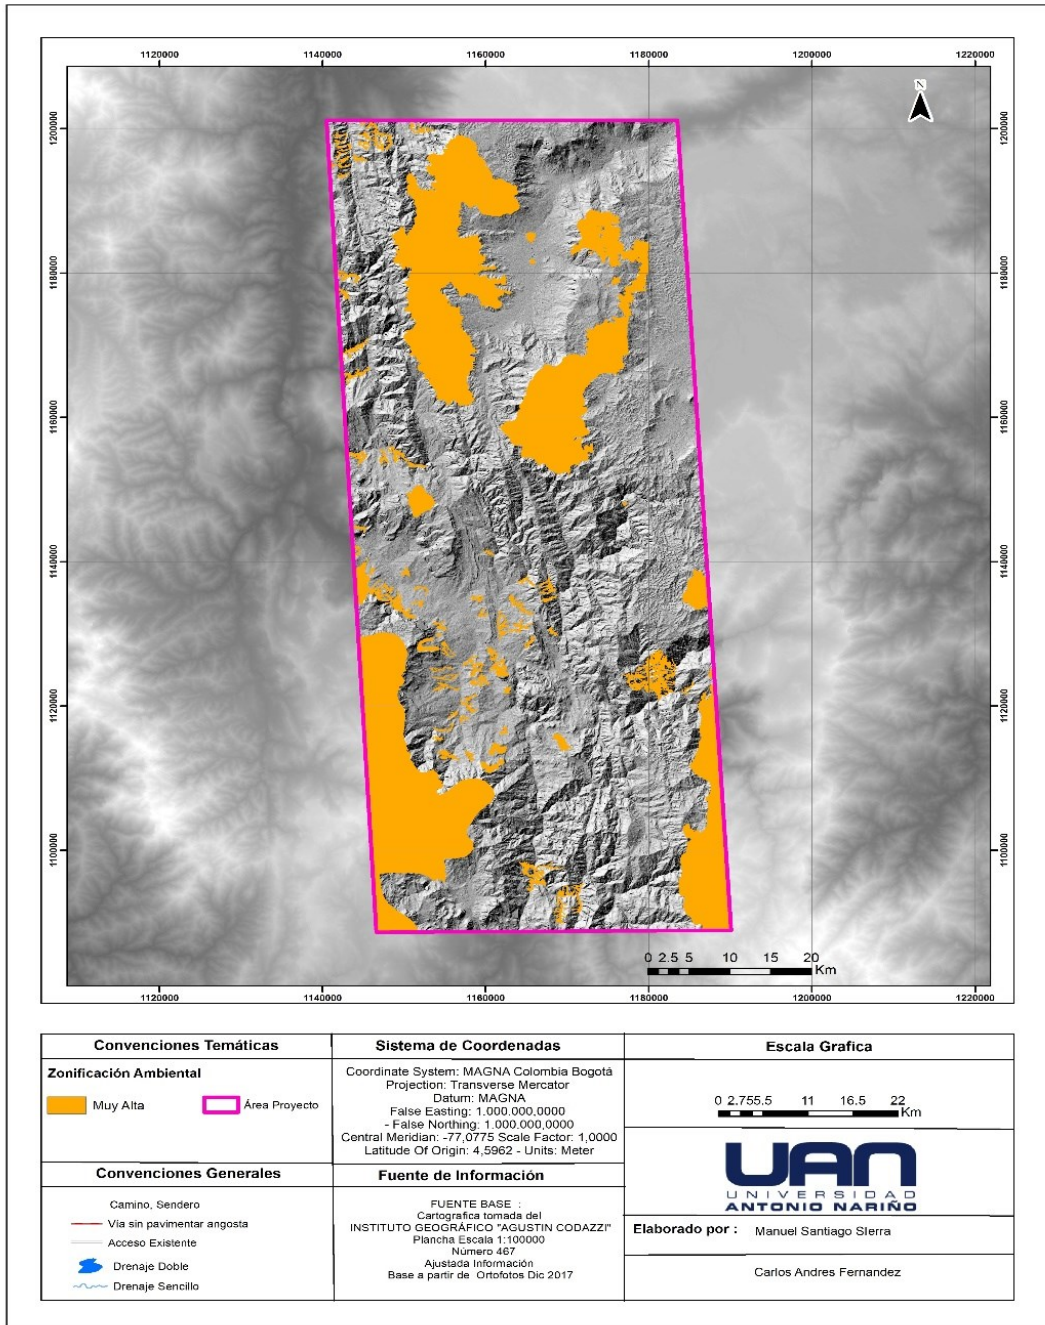 1120000 1140000 1160000 1180000 1200000 1220000
N
1200000 1200000
1180000 1180000
1160000 1160000
1140000 1140000
1120000 1120000
1100000 1100000
0 2.5 5 10 15 20
Km
1120000 1140000 1160000 1180000 1200000 1220000
Convenciones Temáticas
Zonificación Ambiental
Muy Alta
Área Proyecto
Convenciones Generales
Camino, Sendero
Vía sin pavimentar angosta
Acceso Existente
Drenaje Doble
Drenaje Sencillo
Sistema de Coordenadas
Coordinate System: MAGNA Colombia Bogotá
Projection: Transverse Mercator
Datum: MAGNA
False Easting: 1.000.000,0000
- False Northing: 1.000.000,0000
Central Meridian: -77,0775 Scale Factor: 1,0000
Latitude Of Origin: 4,5962 - Units: Meter
Fuente de Información
FUENTE BASE :
Cartografica tomada del
INSTITUTO GEOGRÁFICO "AGUSTIN CODAZZI"
Plancha Escala 1:100000
Número 467
Ajustada Información
Base a partir de Ortofotos Dic 2017
Escala Grafica
0 2.755.5 11 16.5 22
Km
UAN
UNIVERSIDAD
ANTONIO NARIÑO
Elaborado por : Manuel Santiago SIerra
Carlos Andres Fernandez